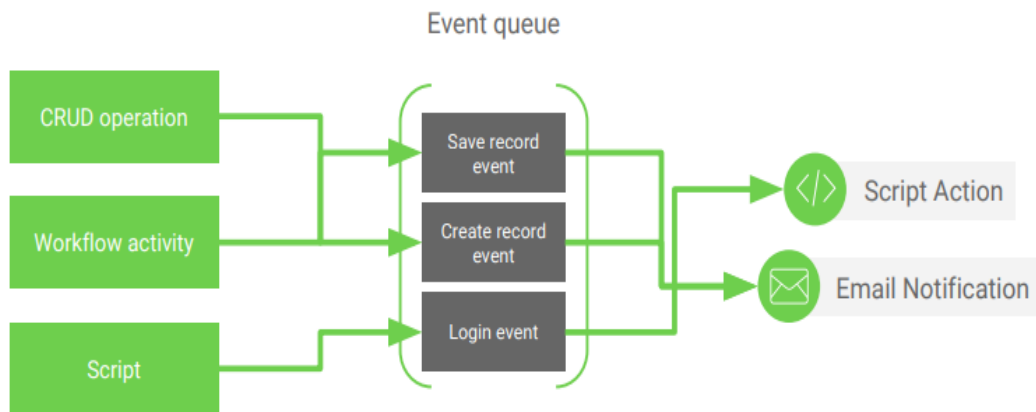 Event queue
CRUD operation
Workflow activity
Script
Save record
event
Create record
event
Login event
Script Action
Email Notification